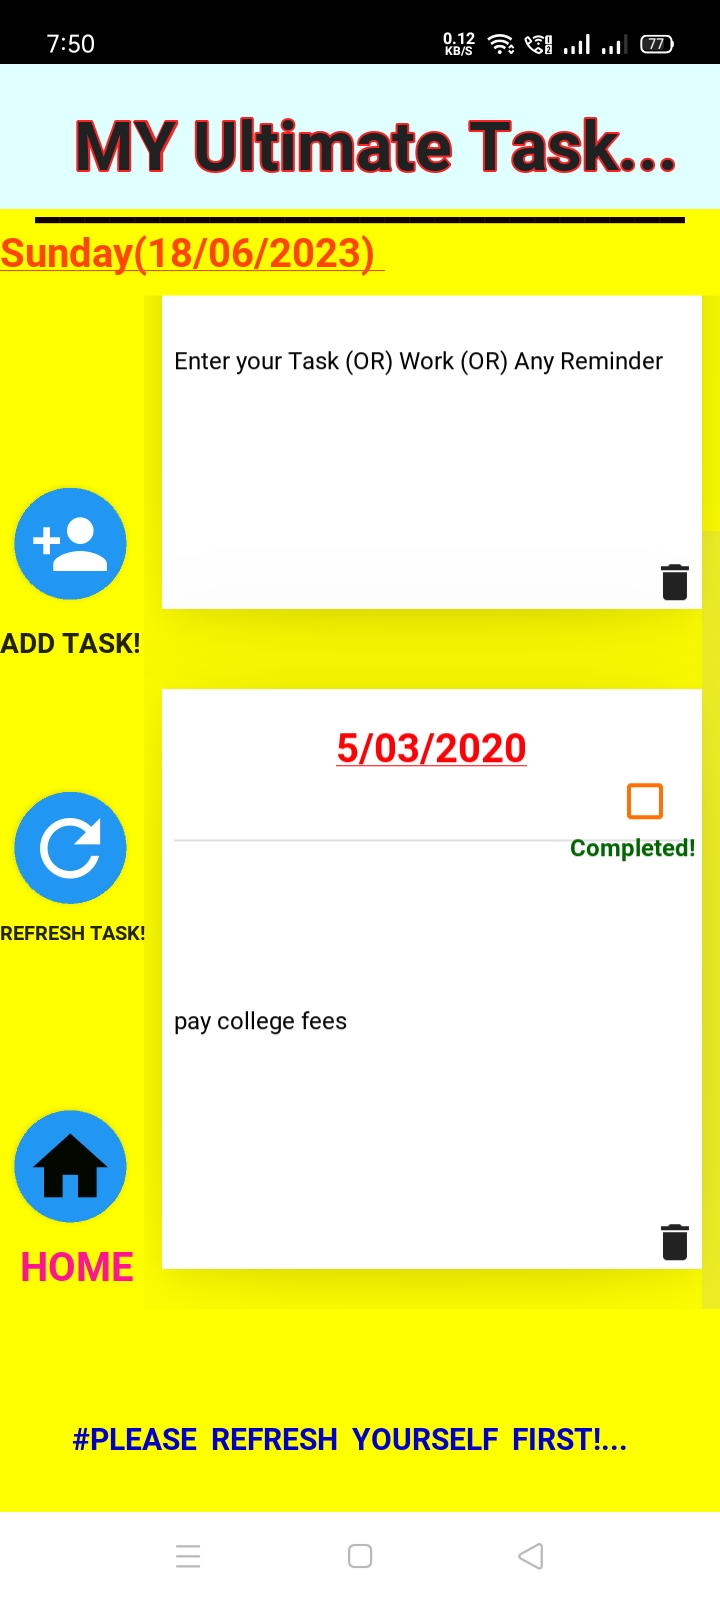 7:50
0.12
KB/S
77
MY Ultimate Task...
Sunday(18/06/2023)
Enter your Task (OR) Work (OR) Any Reminder
ADD TASK!
5/03/2020
Completed!
REFRESH TASK!
pay college fees
HOME
#PLEASE REFRESH YOURSELF FIRST!...